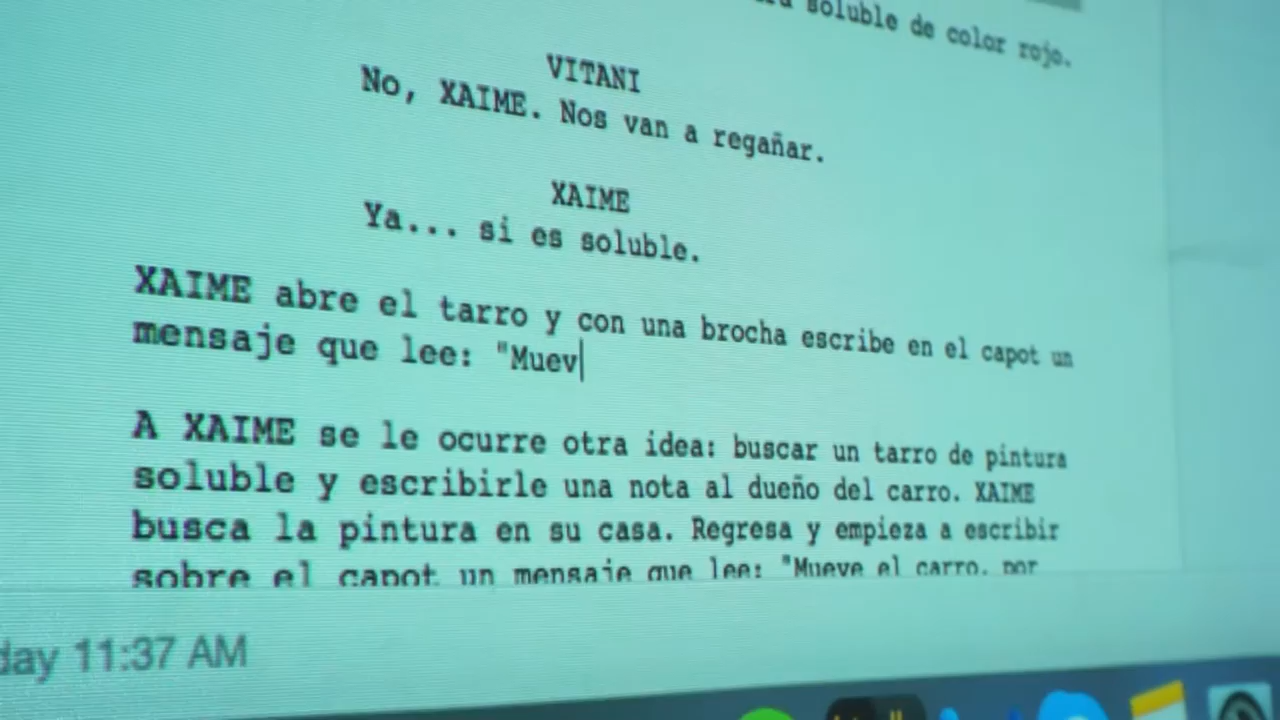 soluble de color rojo.
VITANI
No, XAIME. Nos van a regañar.
XAIME
Ya... si es soluble.
XAIME abre el tarro y con una brocha escribe en el capot un
mensaje que lee: "Muev
A XAIME se le ocurre otra idea: buscar un tarro de pintura
soluble y escribirle una nota al dueño del carro. XAIME
busca la pintura en su casa. Regresa y empieza a escribir
sobre el capot un mensaje que lee: "Mueve el carro, por
day 11:37 AM